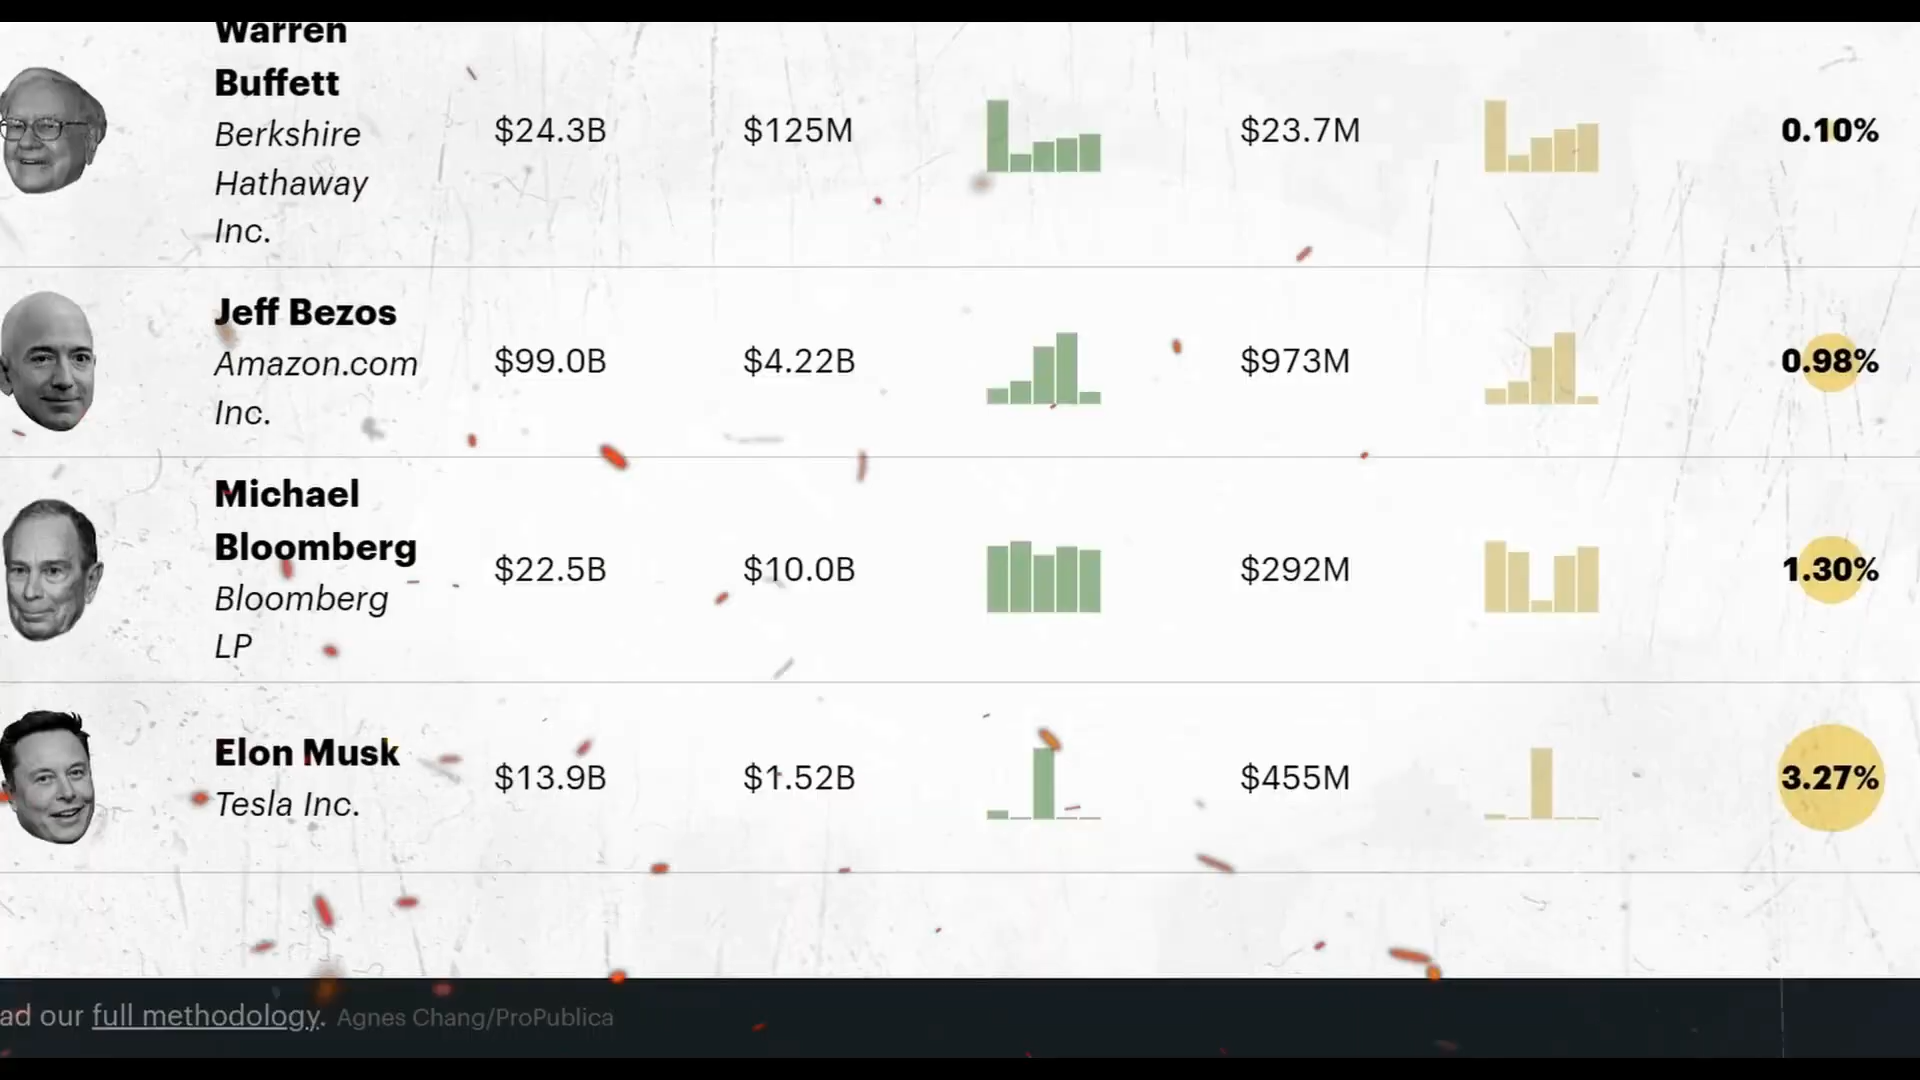 Warren
Buffett
Berkshire
Hathaway
Inc.
$24.3B
$125M
$23.7M
0.10%
Jeff Bezos
Amazon.com
Inc.
$99.0B
$4.22B
$973M
0.98%
Michael
Bloomberg
Bloomberg
LP
$22.5B
$10.0B
$292M
1.30%
Elon Musk
Tesla Inc.
$13.9B
$1.52B
$455M
3.27%
ad our full methodology. Agnes Chang/ProPublica